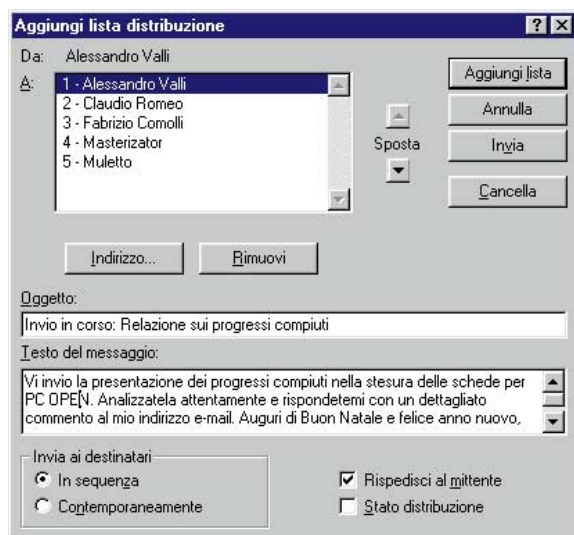 Aggiungi lista distribuzione
Da: Alessandro Valli
A:
1 - Alessandro Valli
2 - Claudio Romeo
3 - Fabrizio Comolli
4 - Masterizator
5 - Muletto
Sposta
Aggiungi lista
Annulla
Invia
Cancella
Indirizzo...
Rimuovi
Oggetto:
Invio in corso: Relazione sui progressi compiuti
Testo del messaggio:
Vi invio la presentazione dei progressi compiuti nella stesura delle schede per
PC OPEN. Analizzatela attentamente e rispondetemi con un dettagliato
commento al mio indirizzo e-mail. Auguri di Buon Natale e felice anno nuovo,
Invia ai destinatari
In sequenza
Contemporaneamente
Rispedisci al mittente
Stato distribuzione